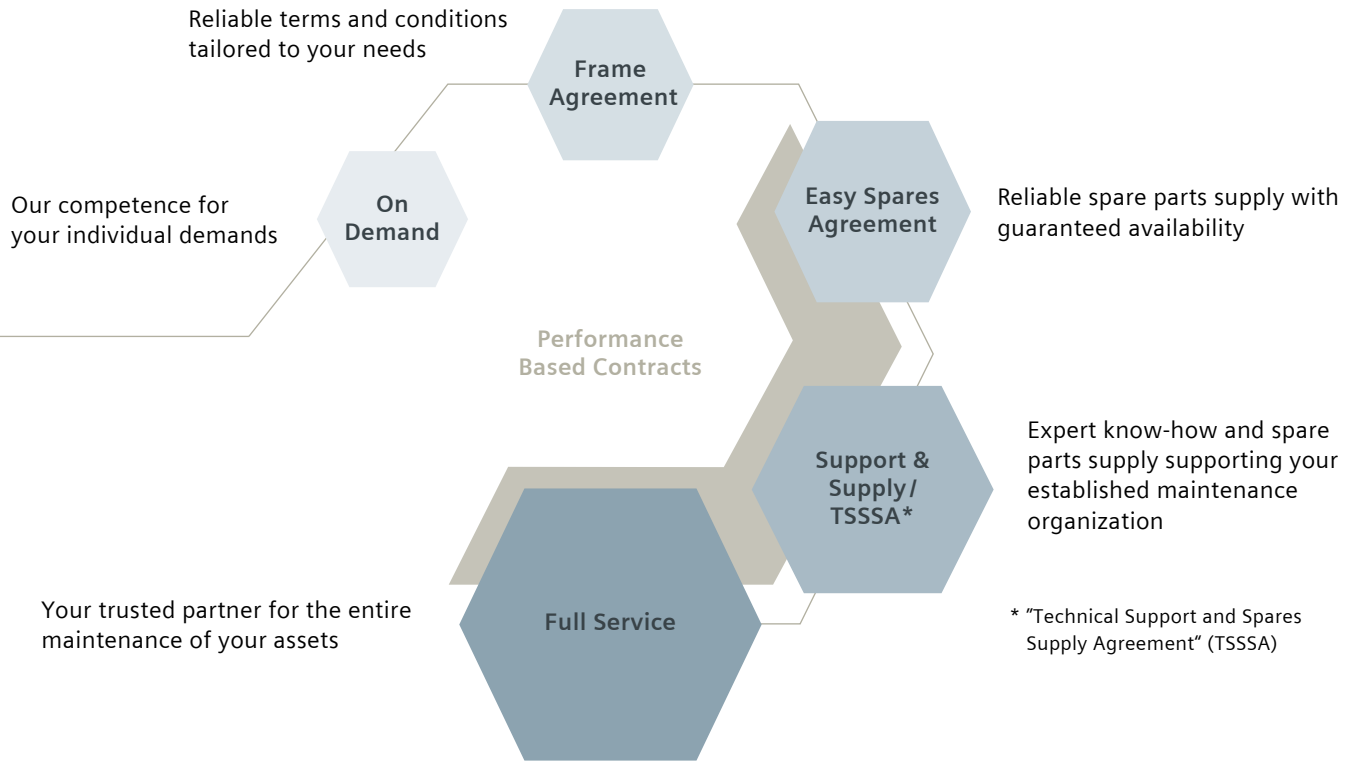 Reliable terms and conditions
tailored to your needs
Frame
Agreement
Our competence for
your individual demands
On
Demand
Easy Spares
Agreement
Reliable spare parts supply with
guaranteed availability
Performance
Based Contracts
Support &
Supply/
TSSSA*
Expert know-how and spare
parts supply supporting your
established maintenance
organization
Your trusted partner for the entire
maintenance of your assets
Full Service
* "Technical Support and Spares
Supply Agreement“ (TSSSA)